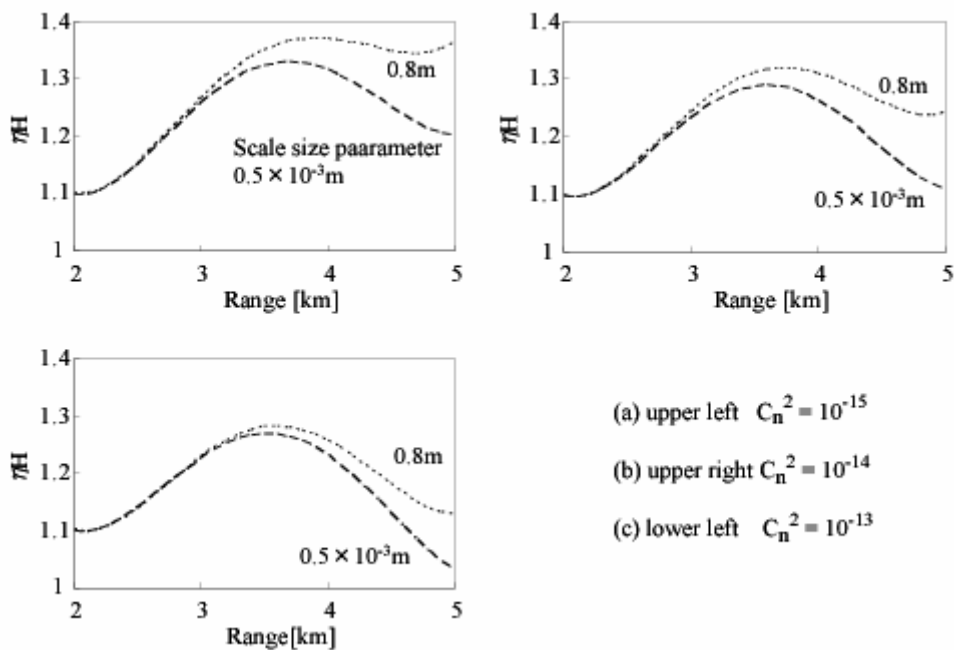 1.4
1.3
1.2
1.1
1
ηH
0.8m
Scale size paarameter
0.5 × 10⁻³m
2 3 4 5
Range [km]
1.4
1.3
1.2
1.1
1
ηH
0.8m
0.5 × 10⁻³m
2 3 4 5
Range [km]
1.4
1.3
1.2
1.1
1
ηH
0.8m
0.5 × 10⁻³m
2 3 4 5
Range[km]
(a) upper left Cₙ² = 10⁻¹⁵
(b) upper right Cₙ² = 10⁻¹⁴
(c) lower left Cₙ² = 10⁻¹³